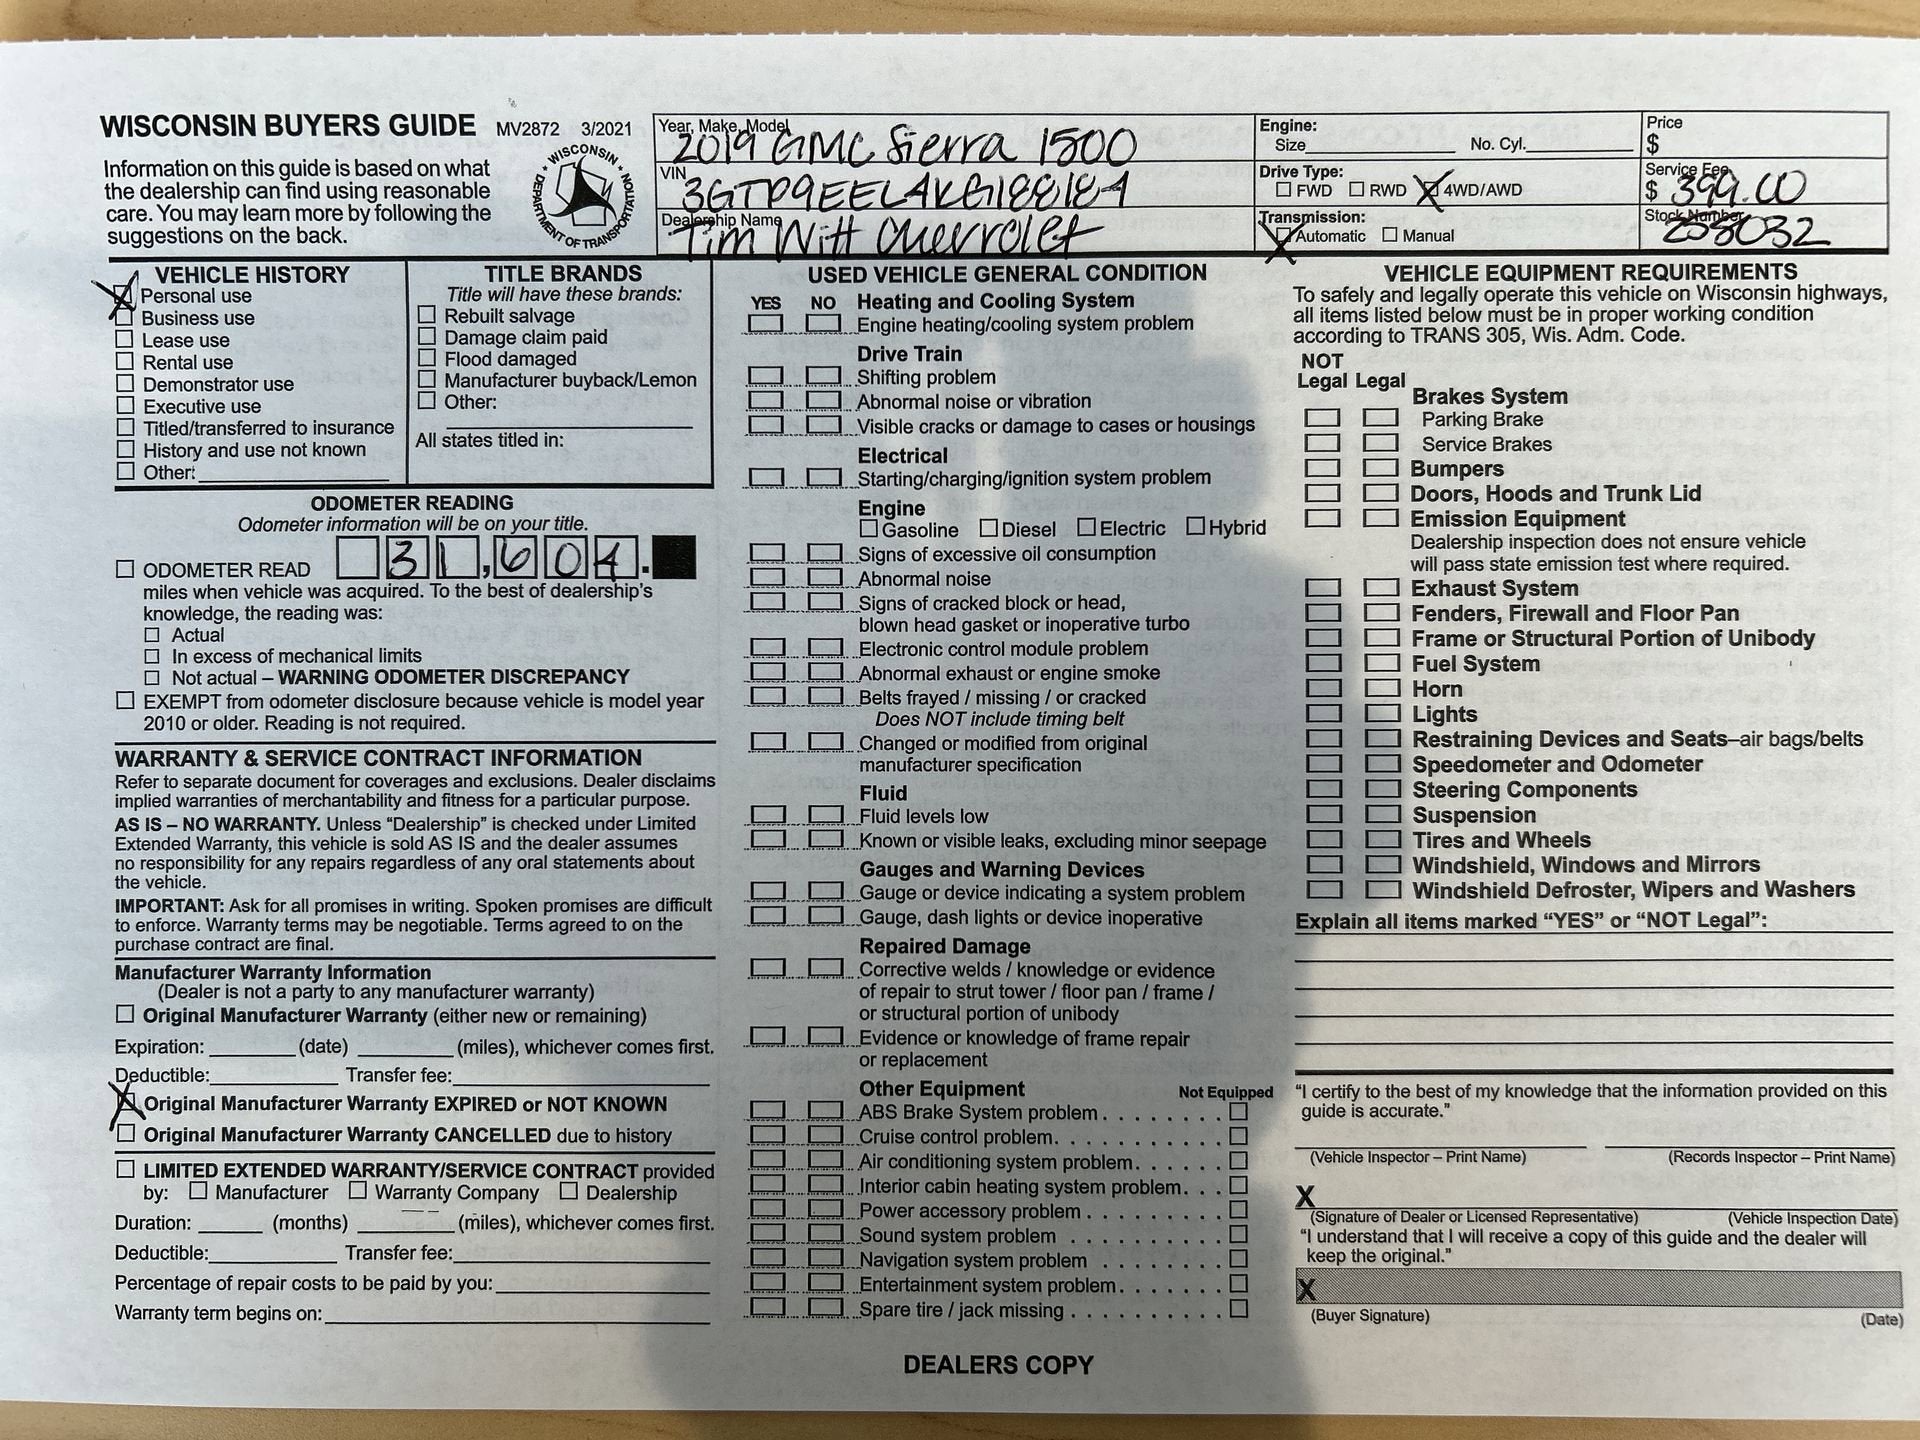 WISCONSIN BUYERS GUIDE MV2872 3/2021
Information on this guide is based on what
the dealership can find using reasonable
care. You may learn more by following the
suggestions on the back.
WISCONSIN
DEPARTMENT OF TRANSPORTATION
Year, Make, Model
2019 GMC Sierra 1500
VIN
3GTP9EEL4KG188184
Dealership Name
Tim Witt Chevrolet
Engine:
Size No. Cyl.
Drive Type:
FWD RWD 4WD/AWD
Transmission:
Automatic Manual
Price
$
Service Fee
$ 399.00
Stock Number
VEHICLE HISTORY
Personal use
Business use
Lease use
Rental use
Demonstrator use
Executive use
Titled/transferred to insurance
History and use not known
Other:
TITLE BRANDS
Title will have these brands:
Rebuilt salvage
Damage claim paid
Flood damaged
Manufacturer buyback/Lemon
Other:
All states titled in:
ODOMETER READING
Odometer information will be on your title.
ODOMETER READ 31,604.
miles when vehicle was acquired. To the best of dealership's
knowledge, the reading was:
Actual
In excess of mechanical limits
Not actual – WARNING ODOMETER DISCREPANCY
EXEMPT from odometer disclosure because vehicle is model year
2010 or older. Reading is not required.
WARRANTY & SERVICE CONTRACT INFORMATION
Refer to separate document for coverages and exclusions. Dealer disclaims
implied warranties of merchantability and fitness for a particular purpose.
AS IS – NO WARRANTY. Unless "Dealership" is checked under Limited
Extended Warranty, this vehicle is sold AS IS and the dealer assumes
no responsibility for any repairs regardless of any oral statements about
the vehicle.
IMPORTANT: Ask for all promises in writing. Spoken promises are difficult
to enforce. Warranty terms may be negotiable. Terms agreed to on the
purchase contract are final.
Manufacturer Warranty Information
(Dealer is not a party to any manufacturer warranty)
Original Manufacturer Warranty (either new or remaining)
Expiration: (date) (miles), whichever comes first.
Deductible: Transfer fee:
Original Manufacturer Warranty EXPIRED or NOT KNOWN
Original Manufacturer Warranty CANCELLED due to history
LIMITED EXTENDED WARRANTY/SERVICE CONTRACT provided
by: Manufacturer Warranty Company Dealership
Duration: (months) (miles), whichever comes first.
Deductible: Transfer fee:
Percentage of repair costs to be paid by you:
Warranty term begins on:
USED VEHICLE GENERAL CONDITION
YES NO Heating and Cooling System
Engine heating/cooling system problem
Drive Train
Shifting problem
Abnormal noise or vibration
Visible cracks or damage to cases or housings
Electrical
Starting/charging/ignition system problem
Engine
Gasoline Diesel Electric Hybrid
Signs of excessive oil consumption
Abnormal noise
Signs of cracked block or head,
blown head gasket or inoperative turbo
Electronic control module problem
Abnormal exhaust or engine smoke
Belts frayed / missing / or cracked
Does NOT include timing belt
Changed or modified from original
manufacturer specification
Fluid
Fluid levels low
Known or visible leaks, excluding minor seepage
Gauges and Warning Devices
Gauge or device indicating a system problem
Gauge, dash lights or device inoperative
Repaired Damage
Corrective welds / knowledge or evidence
of repair to strut tower / floor pan / frame /
or structural portion of unibody
Evidence or knowledge of frame repair
or replacement
Other Equipment Not Equipped
ABS Brake System problem
Cruise control problem
Air conditioning system problem
Interior cabin heating system problem
Power accessory problem
Sound system problem
Navigation system problem
Entertainment system problem
Spare tire / jack missing
VEHICLE EQUIPMENT REQUIREMENTS
To safely and legally operate this vehicle on Wisconsin highways,
all items listed below must be in proper working condition
according to TRANS 305, Wis. Adm. Code.
NOT
Legal Legal
Brakes System
Parking Brake
Service Brakes
Bumpers
Doors, Hoods and Trunk Lid
Emission Equipment
Dealership inspection does not ensure vehicle
will pass state emission test where required.
Exhaust System
Fenders, Firewall and Floor Pan
Frame or Structural Portion of Unibody
Fuel System
Horn
Lights
Restraining Devices and Seats–air bags/belts
Speedometer and Odometer
Steering Components
Suspension
Tires and Wheels
Windshield, Windows and Mirrors
Windshield Defroster, Wipers and Washers
Explain all items marked "YES" or "NOT Legal":
"I certify to the best of my knowledge that the information provided on this
guide is accurate."
(Vehicle Inspector – Print Name) (Records Inspector – Print Name)
X
(Signature of Dealer or Licensed Representative) (Vehicle Inspection Date)
"I understand that I will receive a copy of this guide and the dealer will
keep the original."
X
(Buyer Signature) (Date)
DEALERS COPY